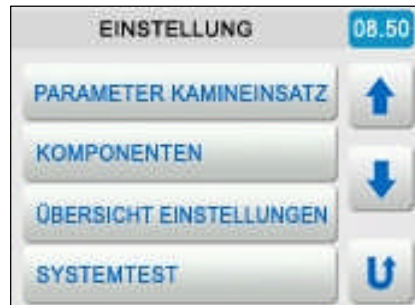 EINSTELLUNG 08.50
PARAMETER KAMINEINSATZ
KOMPONENTEN
ÜBERSICHT EINSTELLUNGEN
SYSTEMTEST